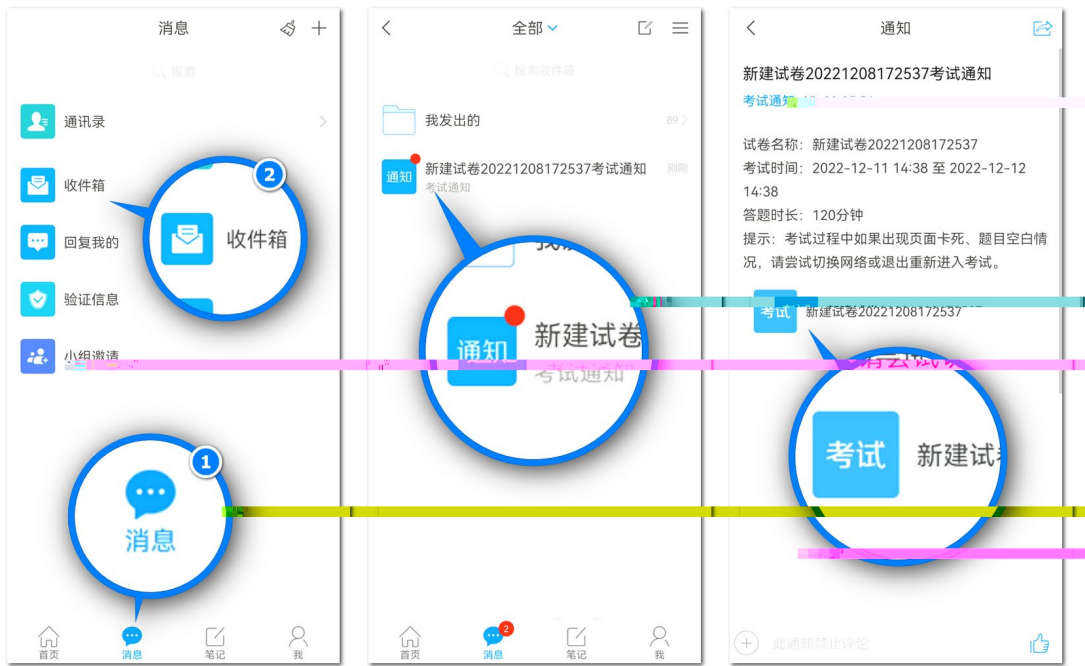 消息
搜索
通讯录
收件箱
回复我的
验证信息
小组邀请
2
收件箱
1
消息
首页
消息
笔记
我
全部
搜索收件箱
我发出的
89
通知
新建试卷20221208172537考试通知
刚刚
考试通知
通知
新建试卷
考试通知
首页
2
消息
笔记
我
通知
新建试卷20221208172537考试通知
考试通知
试卷名称：新建试卷20221208172537
考试时间：2022-12-11 14:38 至 2022-12-12
14:38
答题时长：120分钟
提示：考试过程中如果出现页面卡死、题目空白情
况，请尝试切换网络或退出重新进入考试。
考试
新建试卷20221208172537
考试
新建试
此通知禁止评论